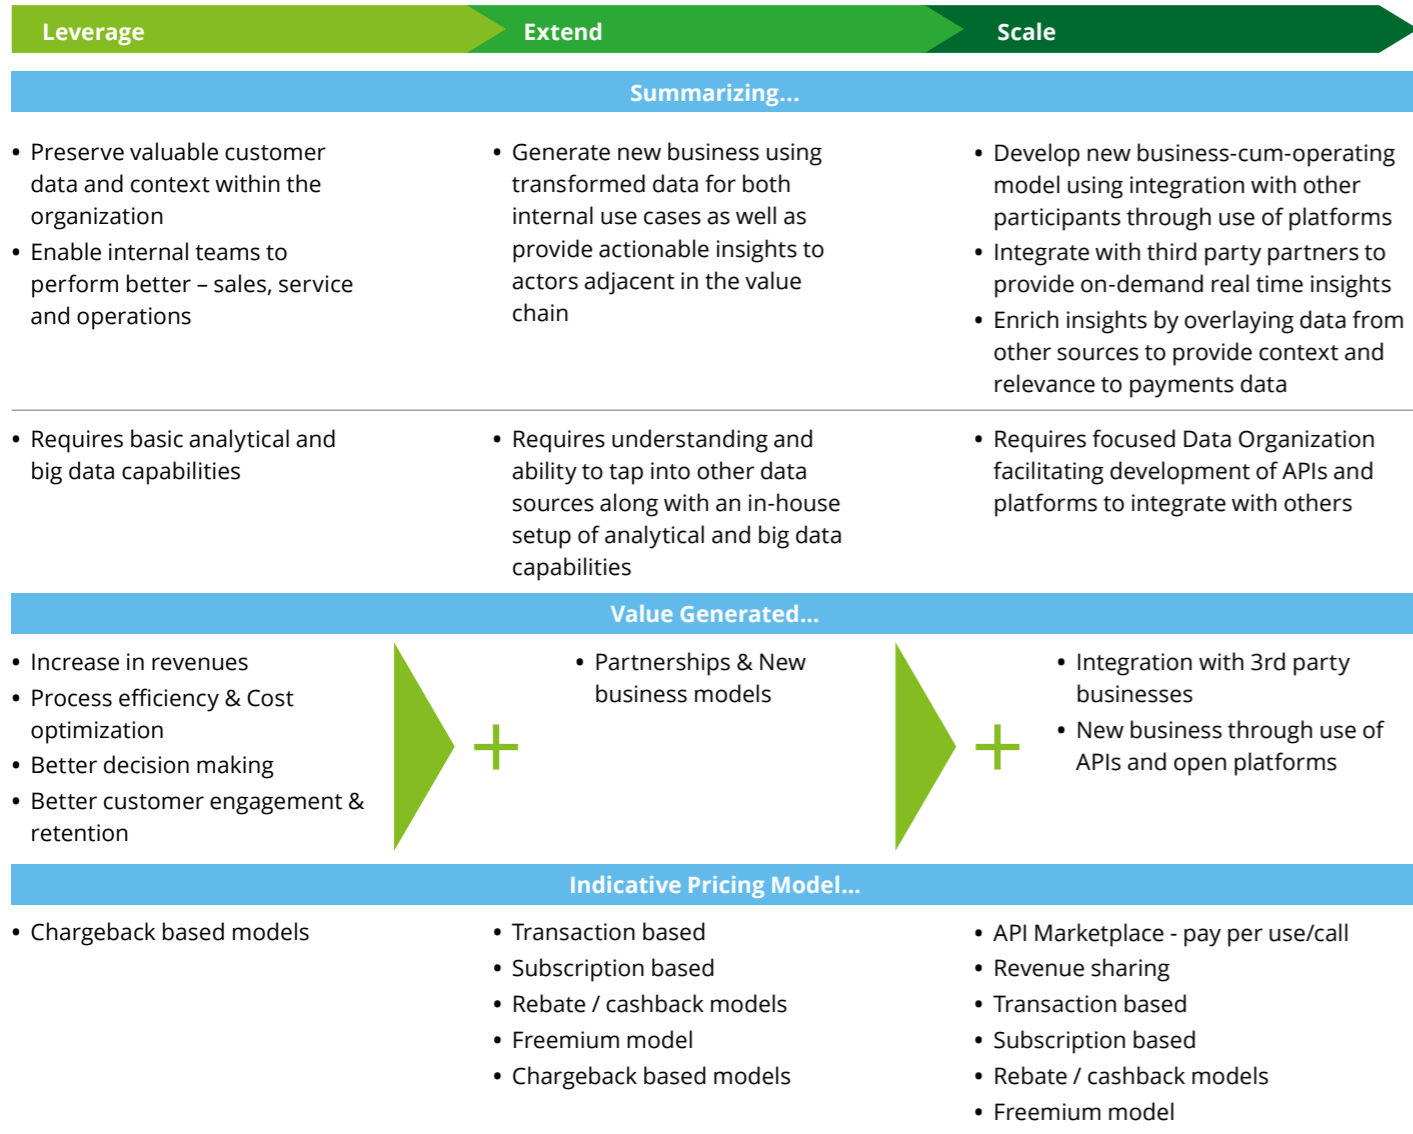 Leverage
Extend
Scale
Summarizing...
• Preserve valuable customer
data and context within the
organization
• Enable internal teams to
perform better – sales, service
and operations
• Generate new business using
transformed data for both
internal use cases as well as
provide actionable insights to
actors adjacent in the value
chain
• Develop new business-cum-operating
model using integration with other
participants through use of platforms
• Integrate with third party partners to
provide on-demand real time insights
• Enrich insights by overlaying data from
other sources to provide context and
relevance to payments data
• Requires basic analytical and
big data capabilities
• Requires understanding and
ability to tap into other data
sources along with an in-house
setup of analytical and big data
capabilities
• Requires focused Data Organization
facilitating development of APIs and
platforms to integrate with others
Value Generated...
• Increase in revenues
• Process efficiency & Cost
optimization
• Better decision making
• Better customer engagement &
retention
+
• Partnerships & New
business models
+
• Integration with 3rd party
businesses
• New business through use of
APIs and open platforms
Indicative Pricing Model...
• Chargeback based models
• Transaction based
• Subscription based
• Rebate / cashback models
• Freemium model
• Chargeback based models
• API Marketplace - pay per use/call
• Revenue sharing
• Transaction based
• Subscription based
• Rebate / cashback models
• Freemium model